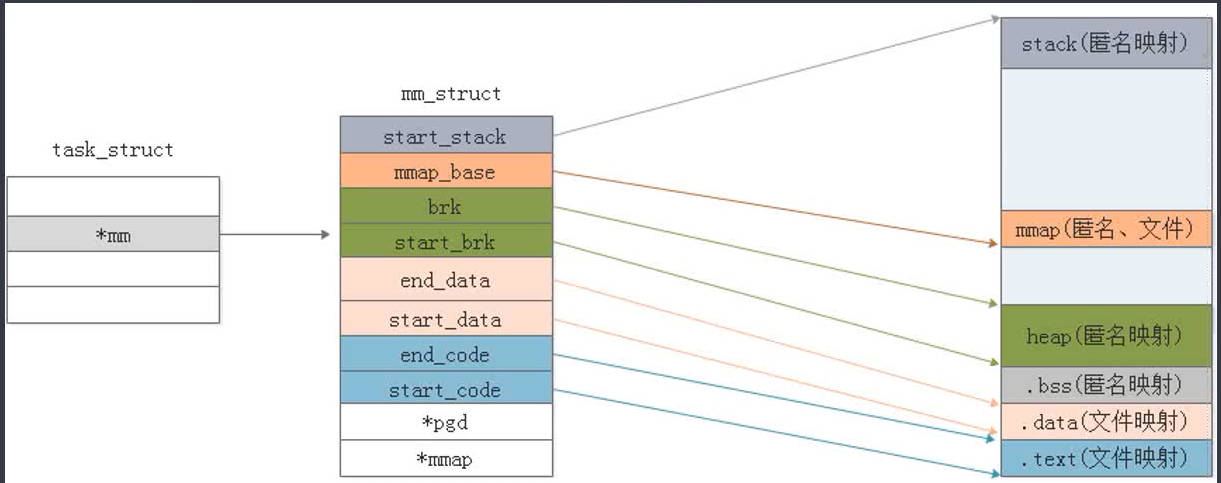 task_struct
*mm
mm_struct
start_stack
mmap_base
brk
start_brk
end_data
start_data
end_code
start_code
*pgd
*mmap
stack(匿名映射)
mmap(匿名、文件)
heap(匿名映射)
.bss(匿名映射)
.data(文件映射)
.text(文件映射)